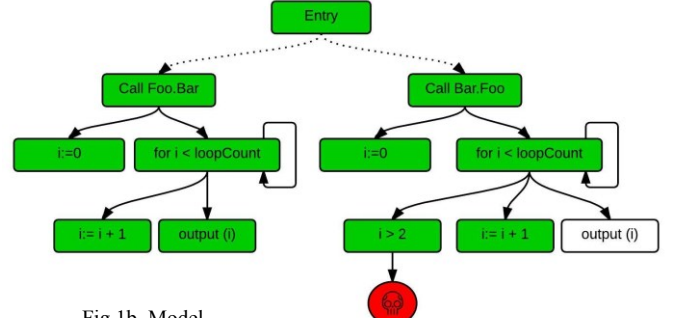 Entry
Call Foo.Bar
Call Bar.Foo
i:=0
for i < loopCount
i:=0
for i < loopCount
i:= i + 1
output (i)
i > 2
i:= i + 1
output (i)
Fig 1b. Model